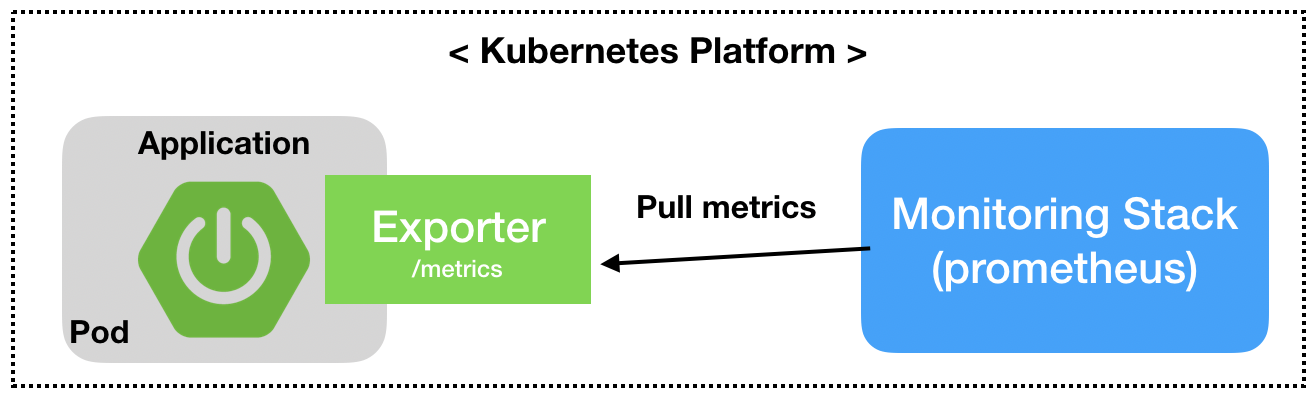 < Kubernetes Platform >
Application
Exporter
/metrics
Pod
Pull metrics
Monitoring Stack
(prometheus)